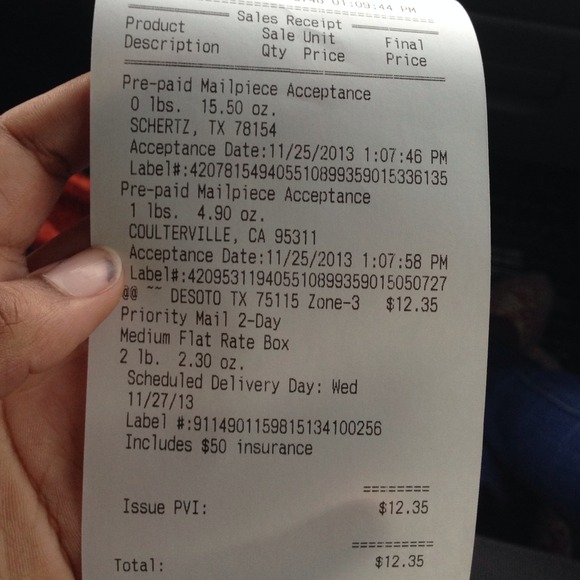 01:09:44 PM
Sales Receipt
Product Sale Unit Final
Description Qty Price Price
Pre-paid Mailpiece Acceptance
0 lbs. 15.50 oz.
SCHERTZ, TX 78154
Acceptance Date:11/25/2013 1:07:46 PM
Label#:420781549405510899359015336135
Pre-paid Mailpiece Acceptance
1 lbs. 4.90 oz.
COULTERVILLE, CA 95311
Acceptance Date:11/25/2013 1:07:58 PM
Label#:420953119405510899359015050727
@@ ~~ DESOTO TX 75115 Zone-3 $12.35
Priority Mail 2-Day
Medium Flat Rate Box
2 lb. 2.30 oz.
Scheduled Delivery Day: Wed
11/27/13
Label #:9114901159815134100256
Includes $50 insurance
========
Issue PVI: $12.35
==========
Total: $12.35